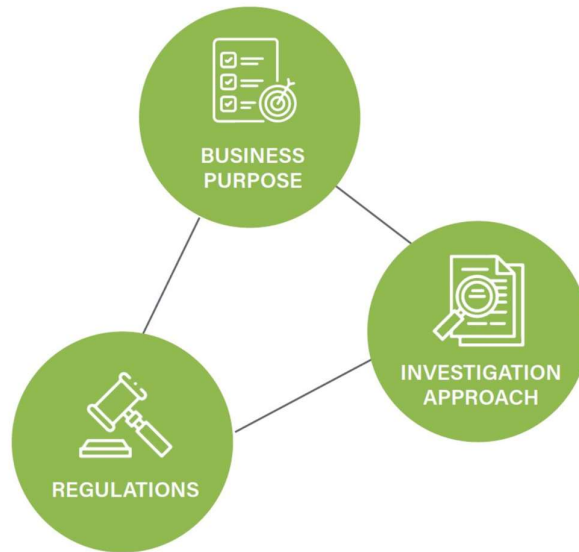 BUSINESS
PURPOSE
INVESTIGATION
APPROACH
REGULATIONS